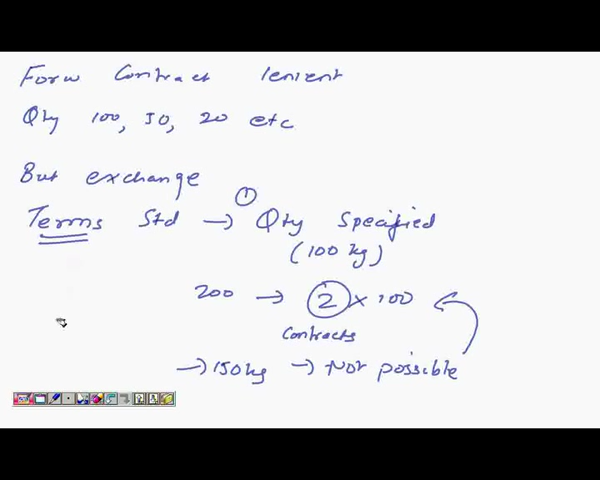 Forw Contract lenient
Qty 100, 50, 20 etc
But exchange
Terms Std → ① Qty Specified
(100 kg)
200 → 2 x 100
Contracts
→ 150 kg → Not possible